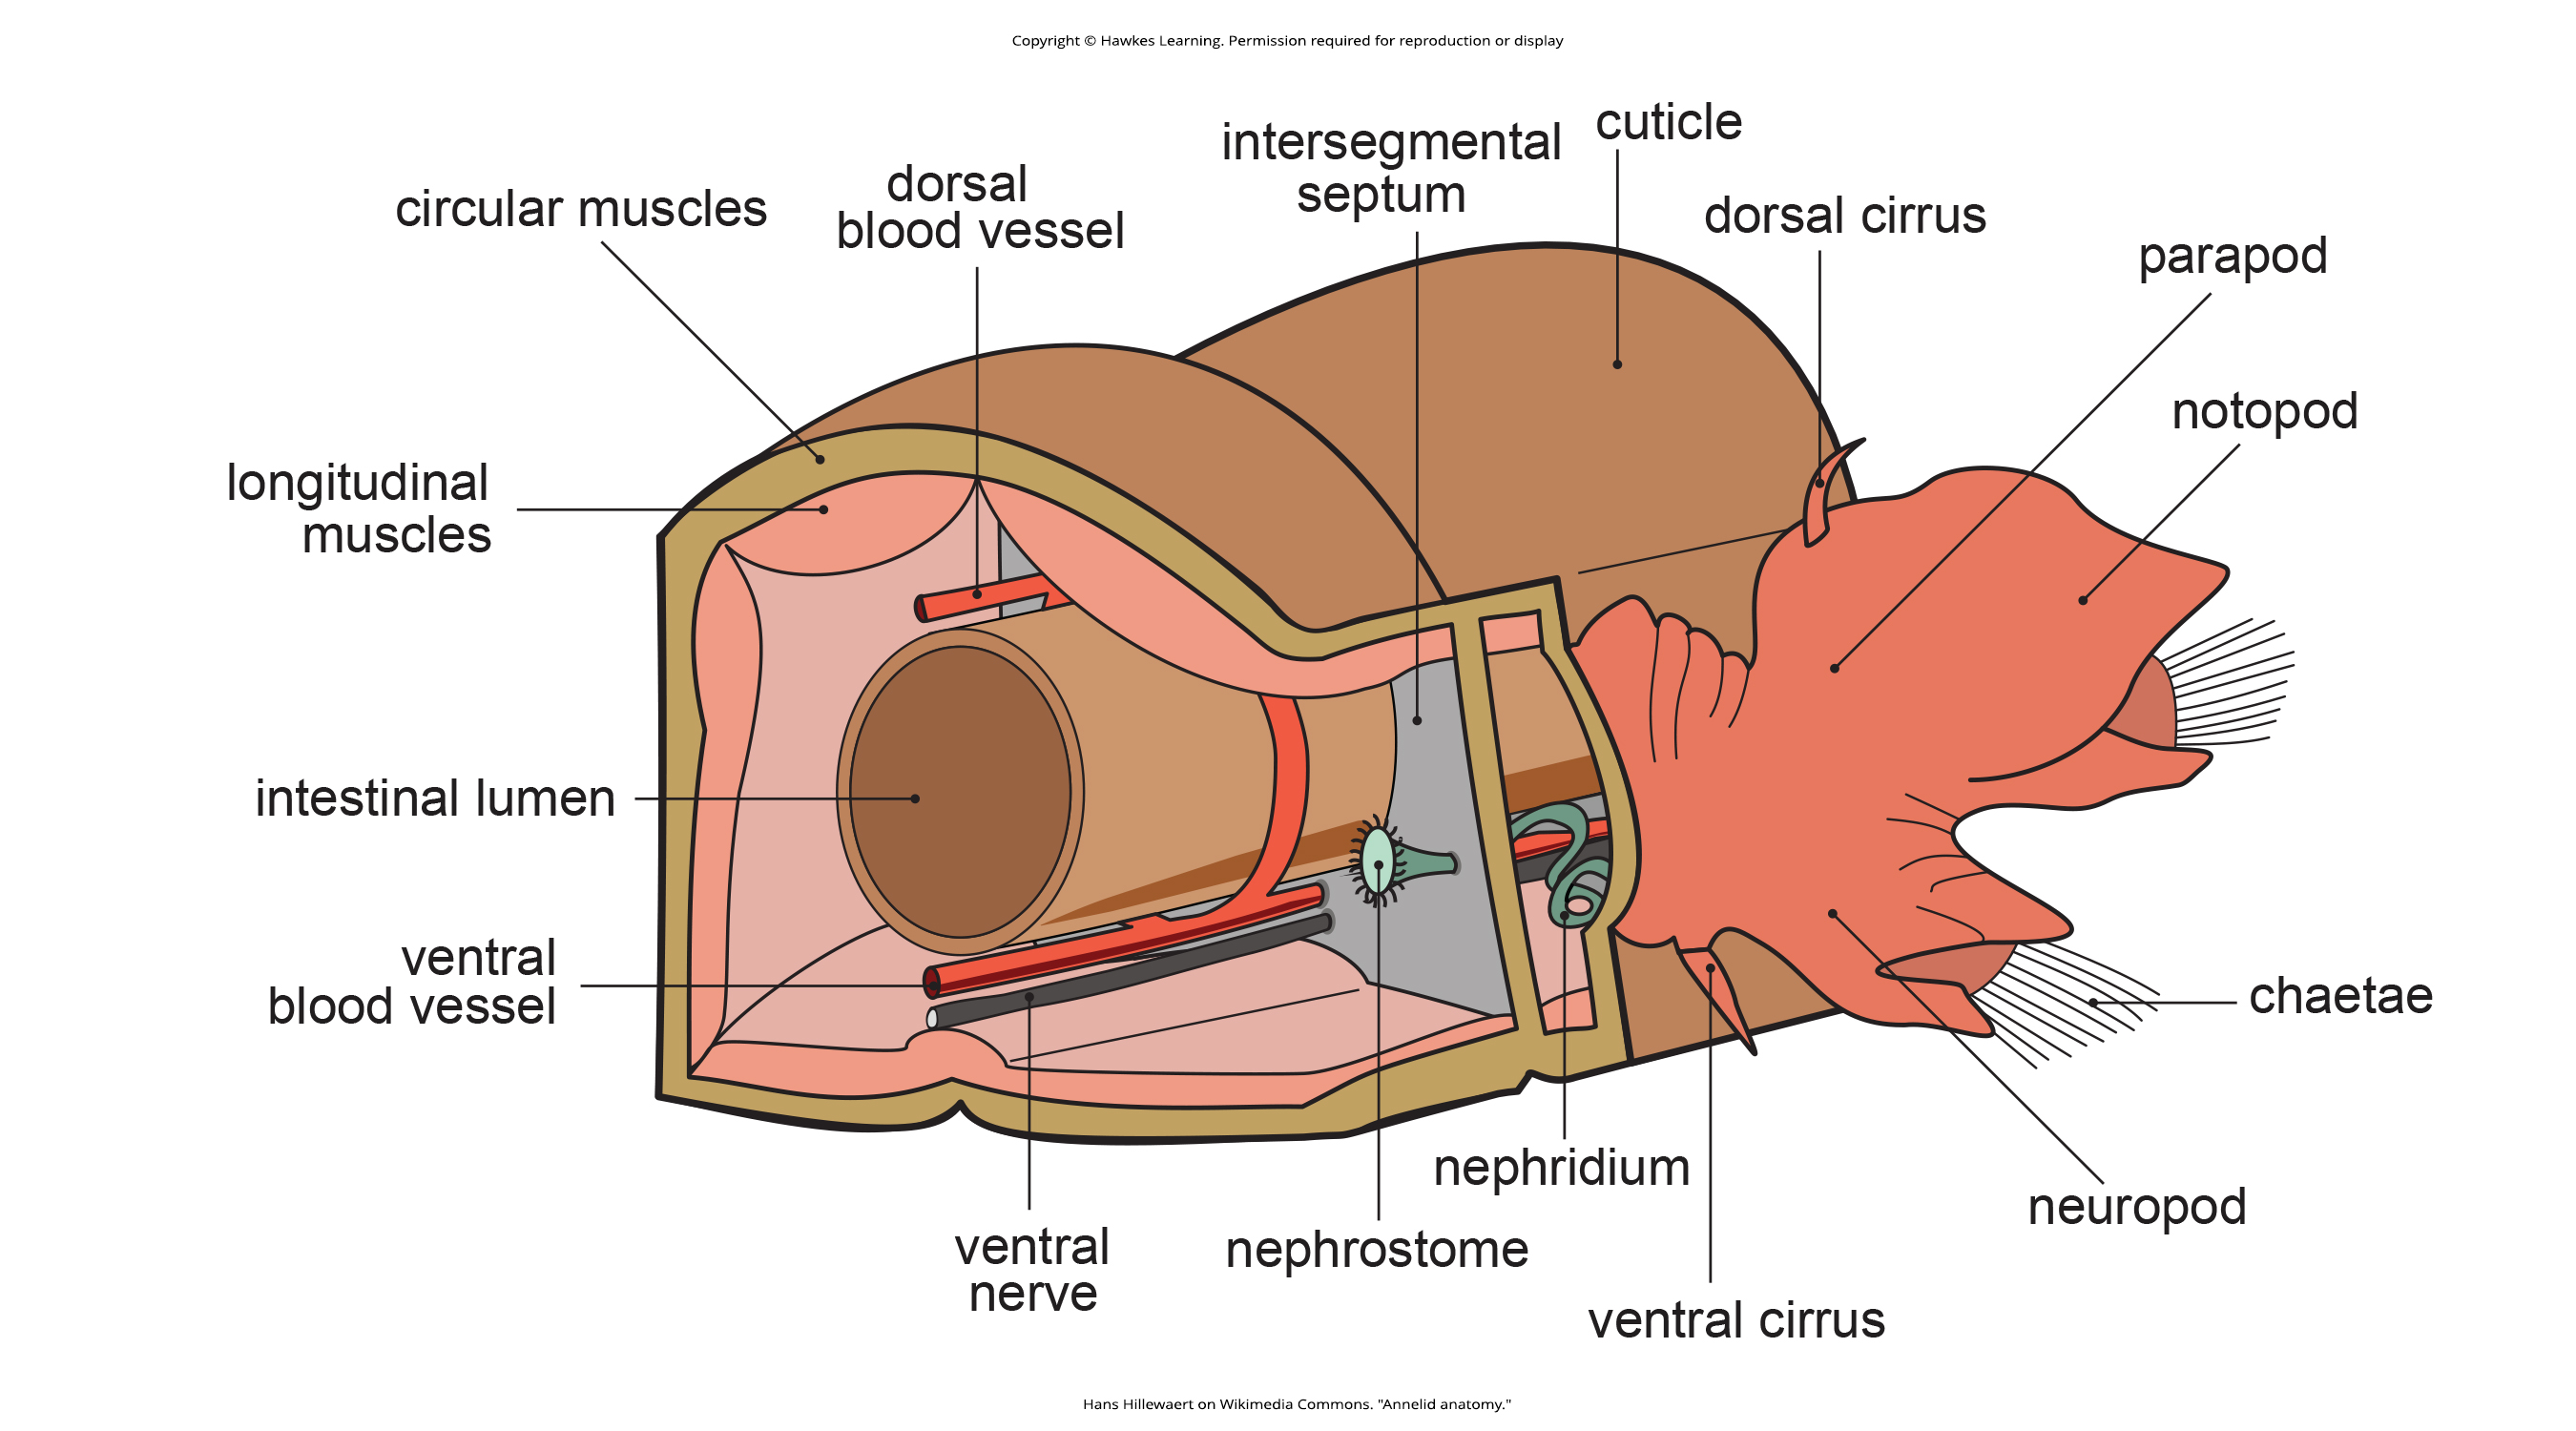 Copyright © Hawkes Learning. Permission required for reproduction or display
cuticle
intersegmental
septum
dorsal
blood vessel
circular muscles
dorsal cirrus
parapod
notopod
longitudinal
muscles
intestinal lumen
ventral
blood vessel
chaetae
nephridium
neuropod
ventral
nerve
nephrostome
ventral cirrus
Hans Hillewaert on Wikimedia Commons. "Annelid anatomy."